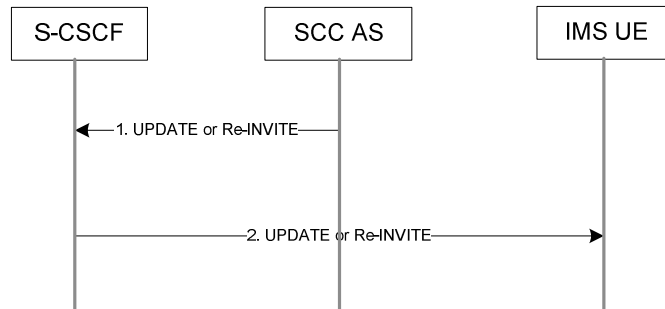 S-CSCF
SCC AS
IMS UE
1. UPDATE or Re-INVITE
2. UPDATE or Re-INVITE